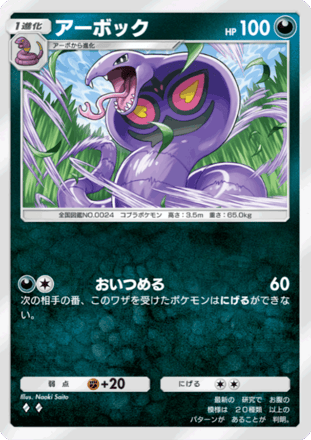 1進化 アーボック HP 100
アーボから進化
全国図鑑NO.0024 コブラポケモン 高さ：3.5m 重さ：65.0kg
おいつめる 60
次の相手の番、このワザを受けたポケモンはにげるができな
い。
弱点 +20 にげる
Illus. Naoki Saito
最新の 研究で お腹の
模様は 20種類 以上の
パターンが あることが 判明。